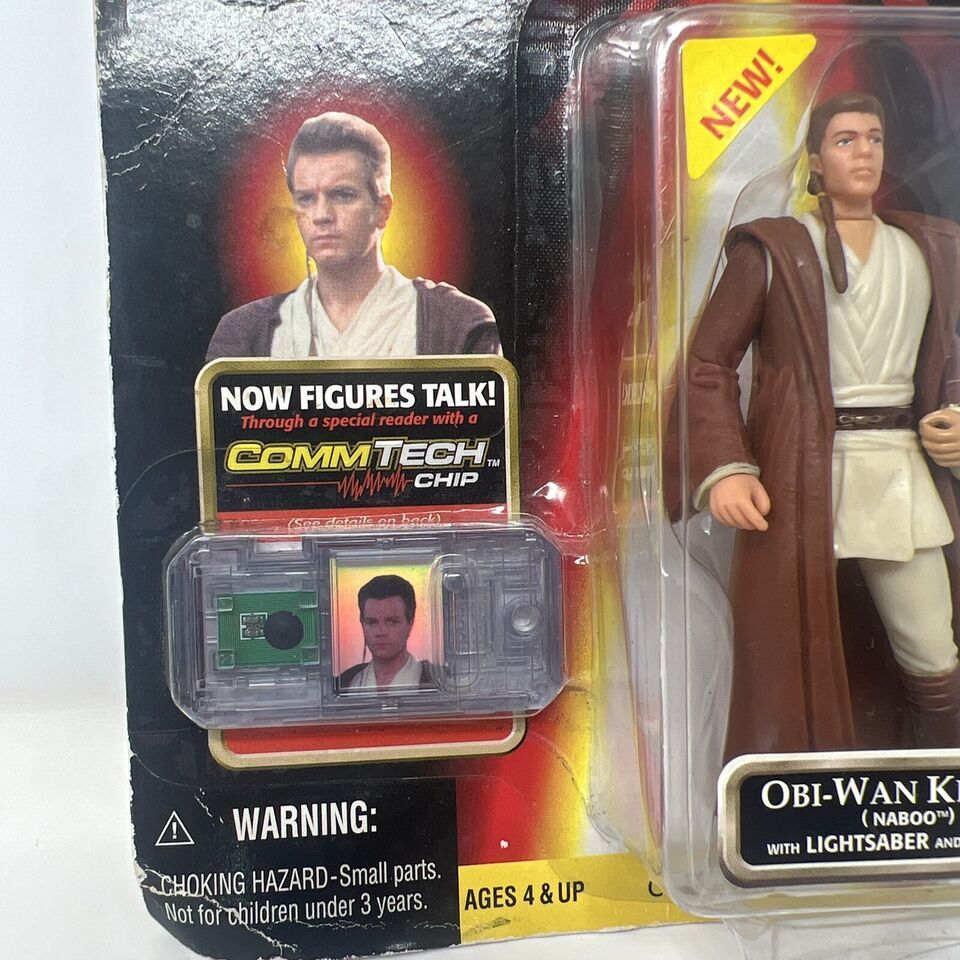 NEW!
NOW FIGURES TALK!
Through a special reader with a
COMMTECH™
CHIP
(See details on back)
OBI-WAN
(NABOO™)
WITH LIGHTSABER AND
WARNING:
CHOKING HAZARD-Small parts.
Not for children under 3 years.
AGES 4 & UP